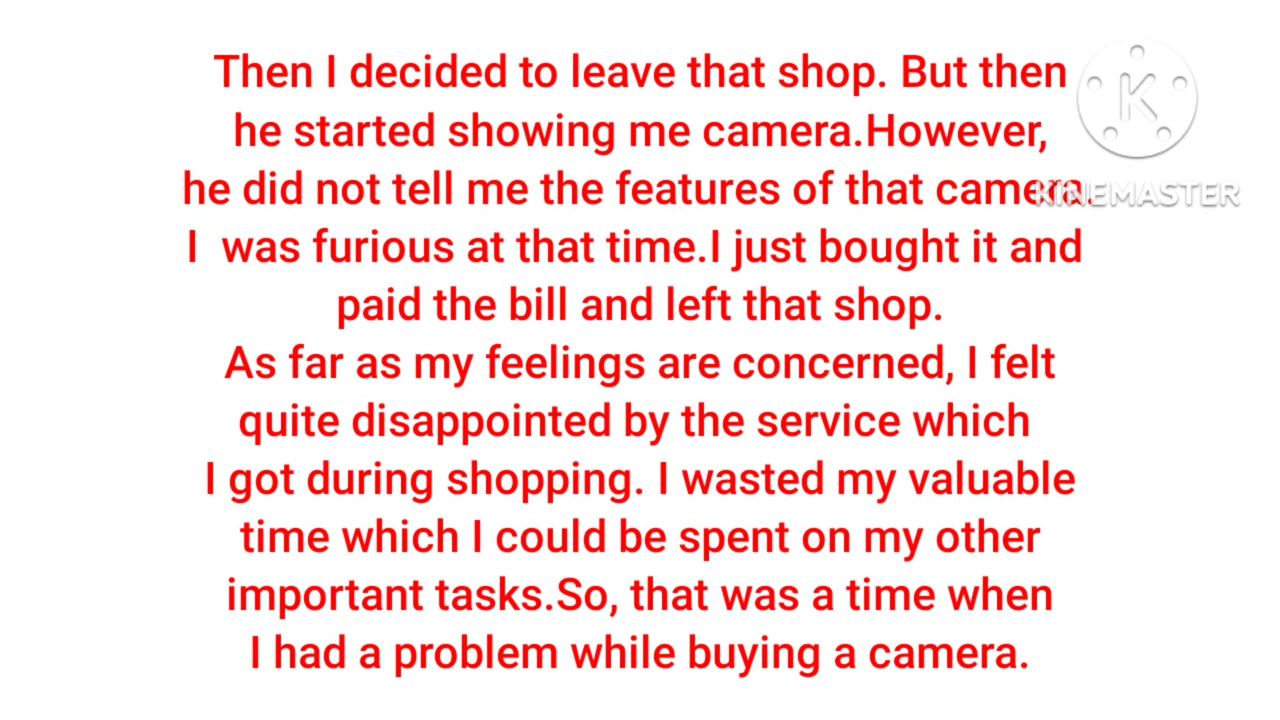 Then I decided to leave that shop. But then
he started showing me camera.However,
he did not tell me the features of that camera.
I  was furious at that time.I just bought it and
paid the bill and left that shop.
As far as my feelings are concerned, I felt
quite disappointed by the service which
I got during shopping. I wasted my valuable
time which I could be spent on my other
important tasks.So, that was a time when
I had a problem while buying a camera.
K
KINEMASTER